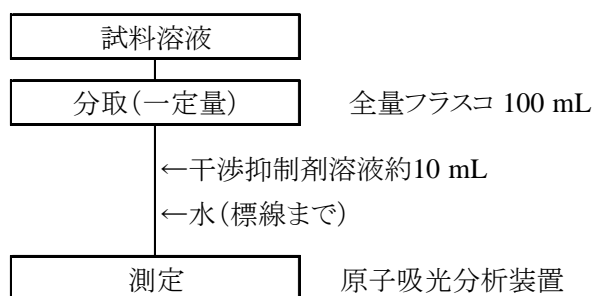 試料溶液
分取(一定量) 全量フラスコ 100 mL
←干渉抑制剤溶液約10 mL
←水(標線まで)
測定 原子吸光分析装置